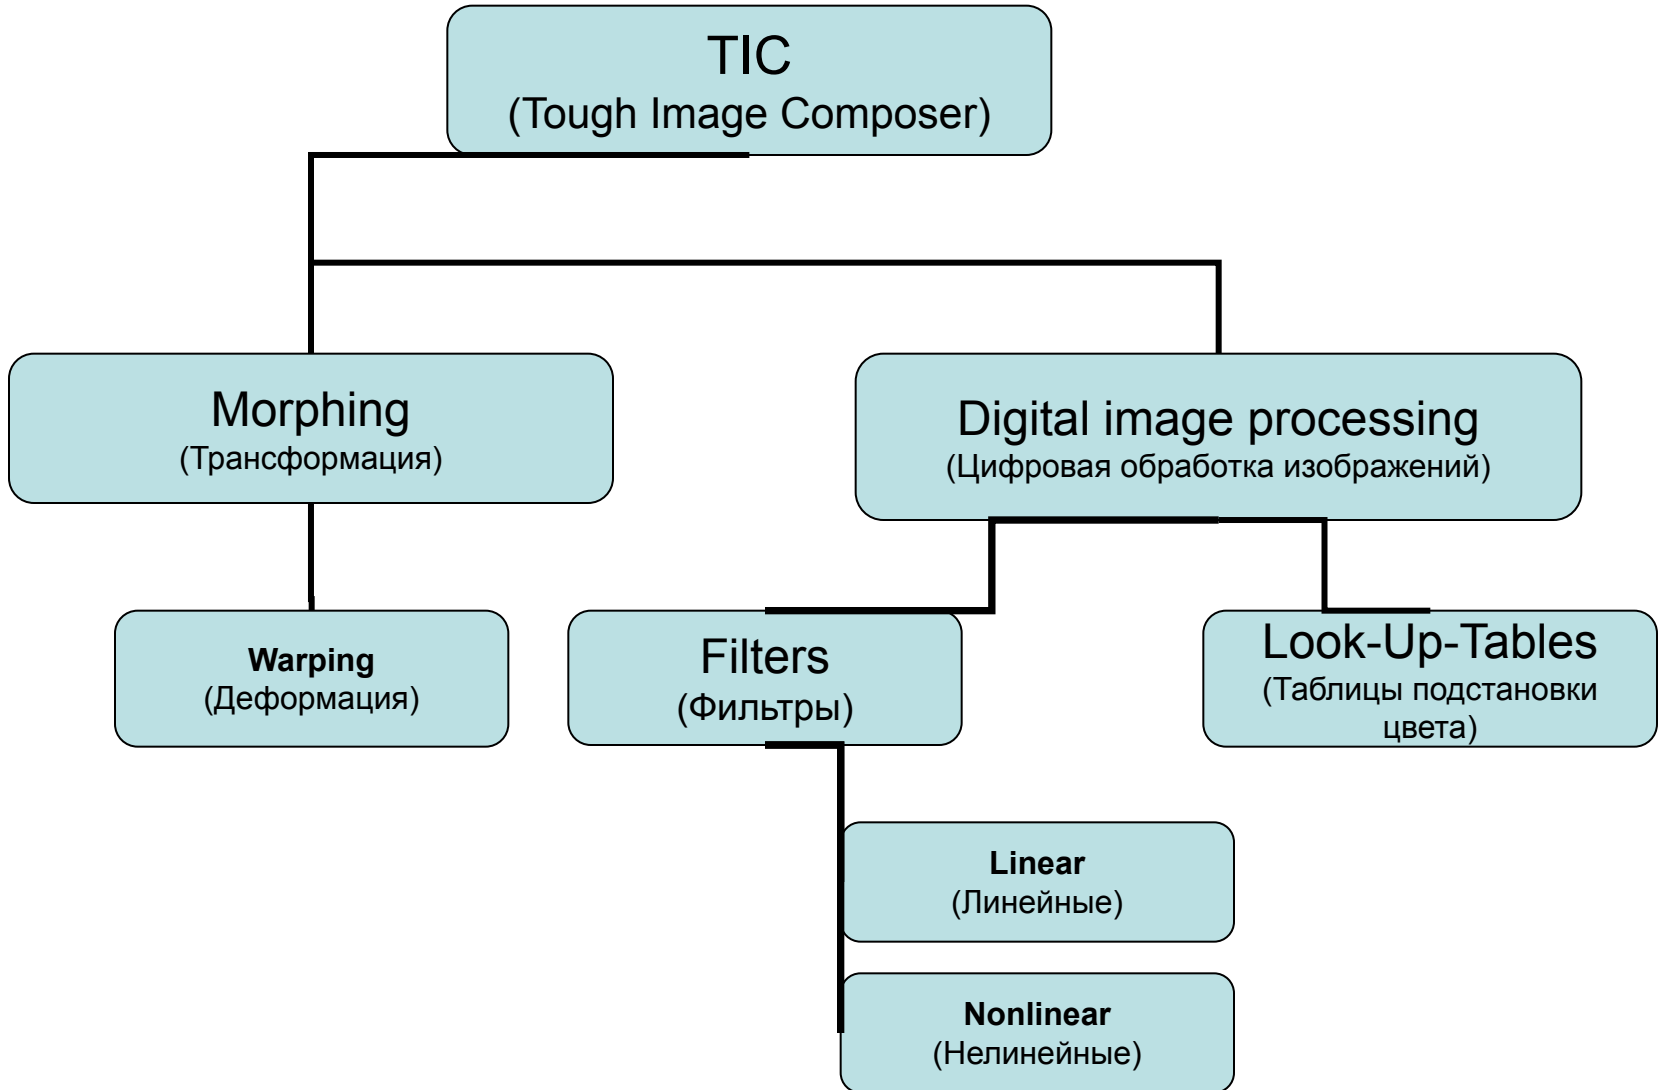 TIC
(Tough Image Composer)
Morphing
(Трансформация)
Digital image processing
(Цифровая обработка изображений)
Warping
(Деформация)
Filters
(Фильтры)
Look-Up-Tables
(Таблицы подстановки
цвета)
Linear
(Линейные)
Nonlinear
(Нелинейные)